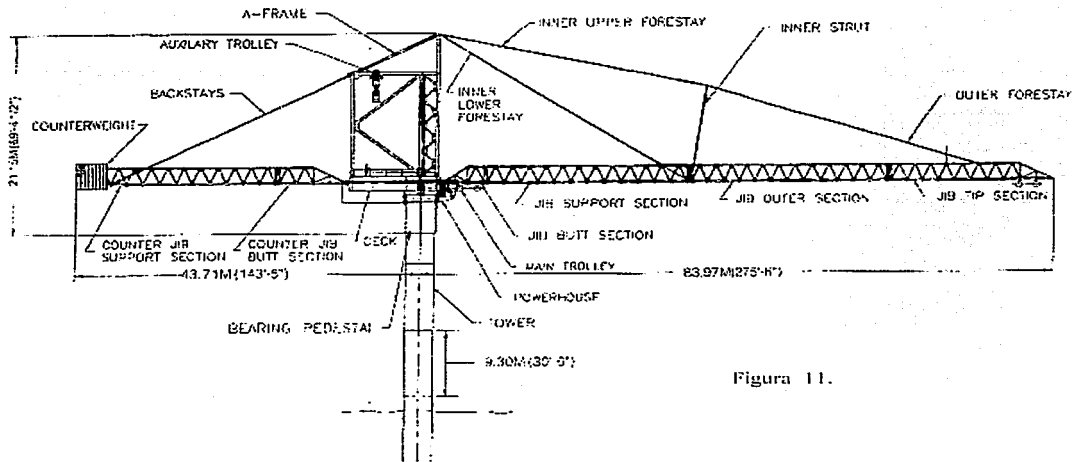 A-FRAME
AUXILARY TROLLEY
INNER UPPER FORESTAY
INNER STRUT
BACKSTAYS
INNER
LOWER
FORESTAY
OUTER FORESTAY
COUNTERWEIGHT
JIB SUPPORT SECTION
JIB OUTER SECTION
JIB TIP SECTION
COUNTER JIB
SUPPORT SECTION
COUNTER JIB
BUTT SECTION
DECK
JIB BUTT SECTION
MAIN TROLLEY
43.71M(143'-5")
83.97M(275'-6")
POWERHOUSE
BEARING PEDESTAL
TOWER
9.30M(30'-6")
Figura 11.